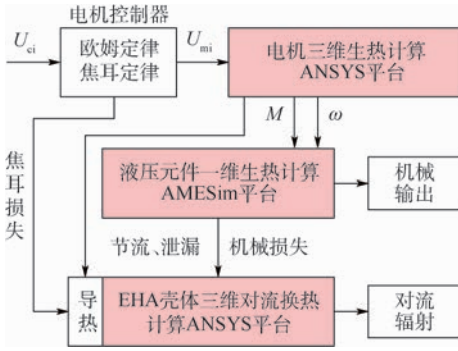 电机控制器
U_ci
欧姆定律
焦耳定律
U_mi
电机三维生热计算
ANSYS平台
M
ω
焦耳损失
液压元件一维生热计算
AMESim平台
机械
输出
节流、泄漏
机械损失
导热
EHA壳体三维对流换热
计算ANSYS平台
对流
辐射